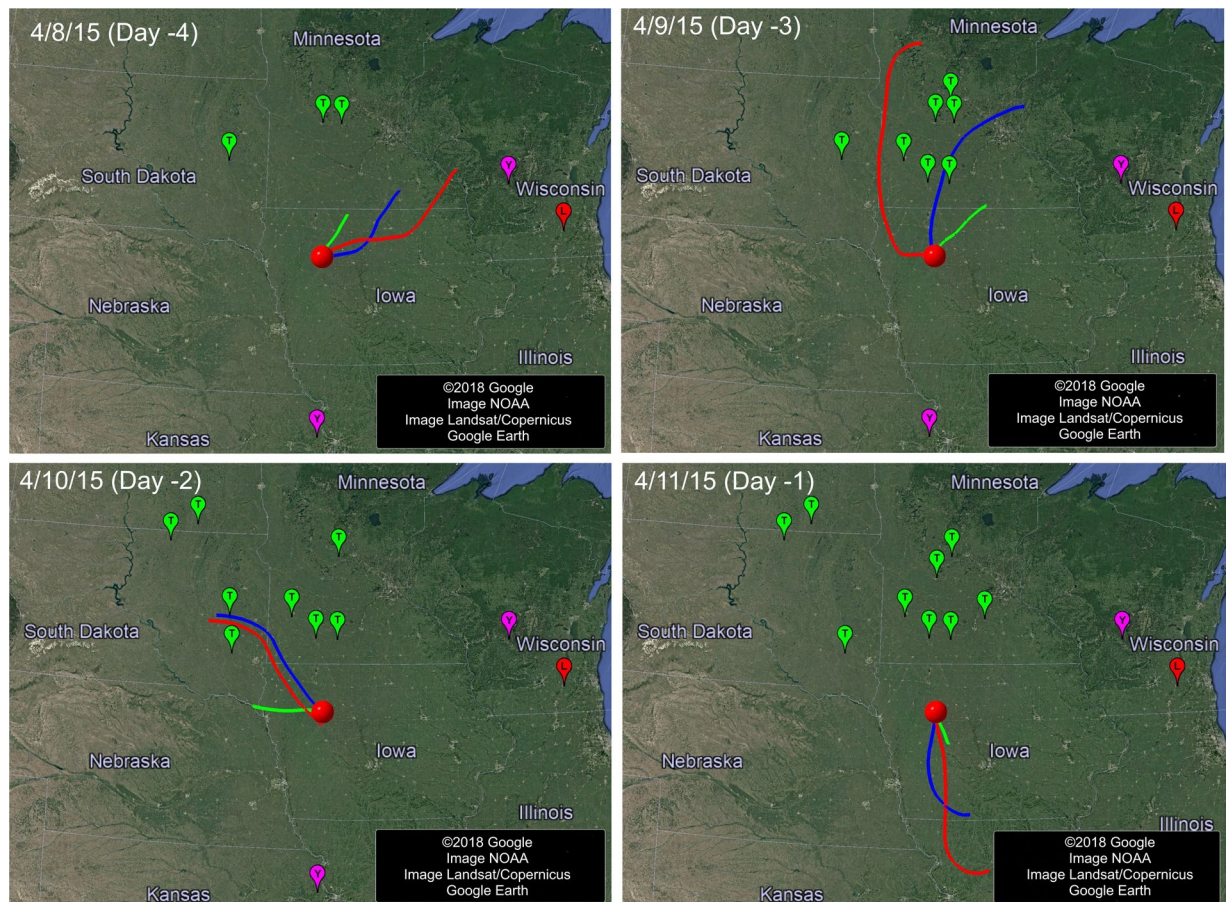 4/8/15 (Day -4)
Minnesota
T
T
T
South Dakota
Y
Wisconsin
L
Iowa
Nebraska
Illinois
©2018 Google
Image NOAA
Image Landsat/Copernicus
Google Earth
Y
Kansas
4/9/15 (Day -3)
Minnesota
T
T
T
T
T
T
T
South Dakota
Y
Wisconsin
L
Iowa
Nebraska
Illinois
©2018 Google
Image NOAA
Image Landsat/Copernicus
Google Earth
Y
Kansas
4/10/15 (Day -2)
Minnesota
T
T
T
T
T
T
T
T
South Dakota
Y
Wisconsin
L
Iowa
Nebraska
Illinois
©2018 Google
Image NOAA
Image Landsat/Copernicus
Google Earth
Y
Kansas
4/11/15 (Day -1)
Minnesota
T
T
T
T
T
T
T
T
T
South Dakota
Y
Wisconsin
L
Iowa
Nebraska
Illinois
©2018 Google
Image NOAA
Image Landsat/Copernicus
Google Earth
Kansas